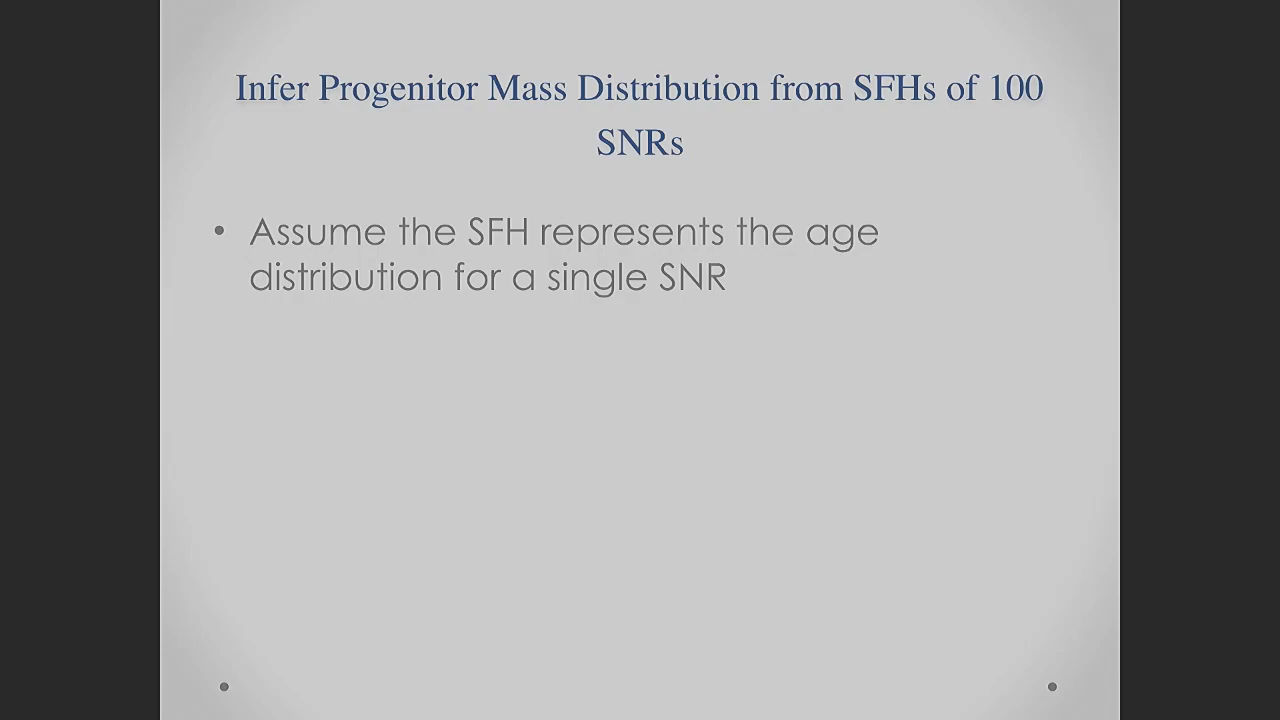 Infer Progenitor Mass Distribution from SFHs of 100
SNRs
• Assume the SFH represents the age
distribution for a single SNR